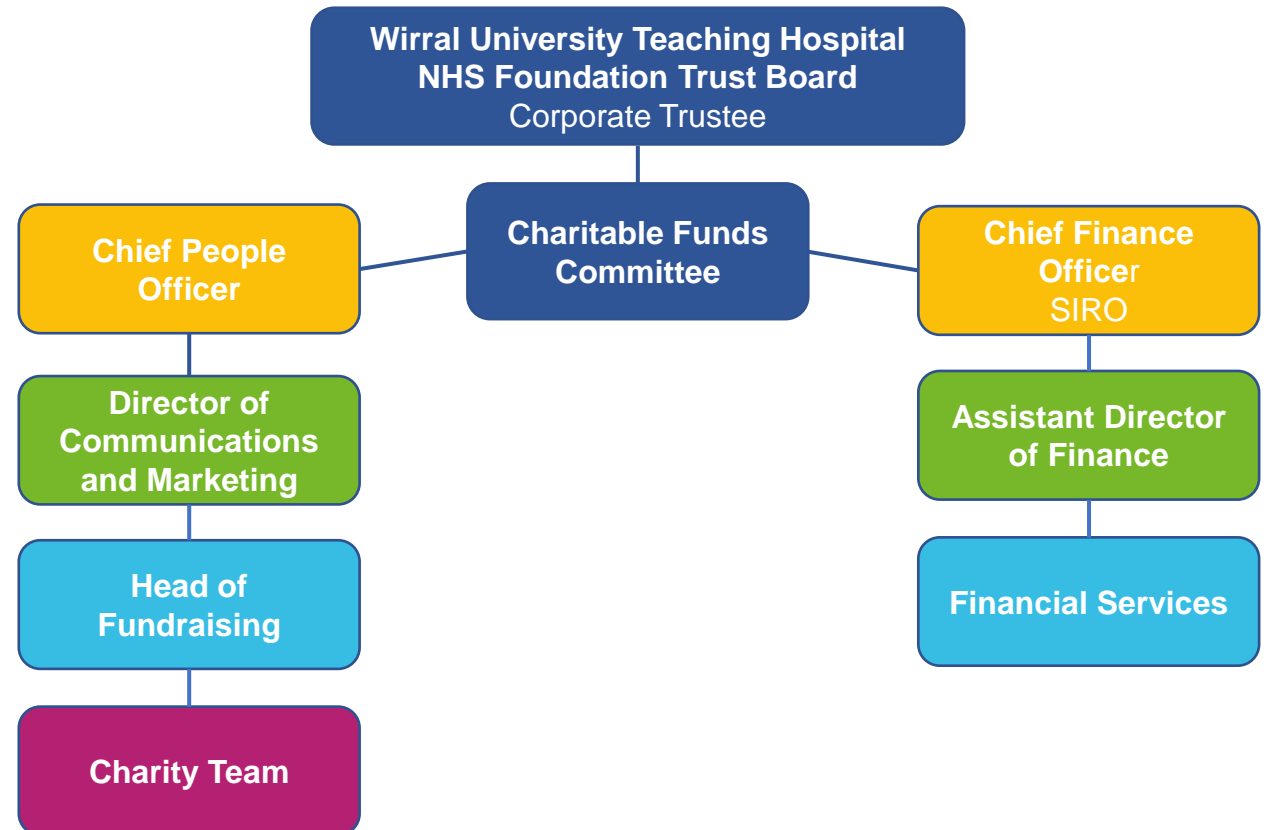 Wirral University Teaching Hospital
NHS Foundation Trust Board
Corporate Trustee
Charitable Funds
Committee
Chief People
Officer
Chief Finance
Officer
SIRO
Director of
Communications
and Marketing
Assistant Director
of Finance
Head of
Fundraising
Financial Services
Charity Team